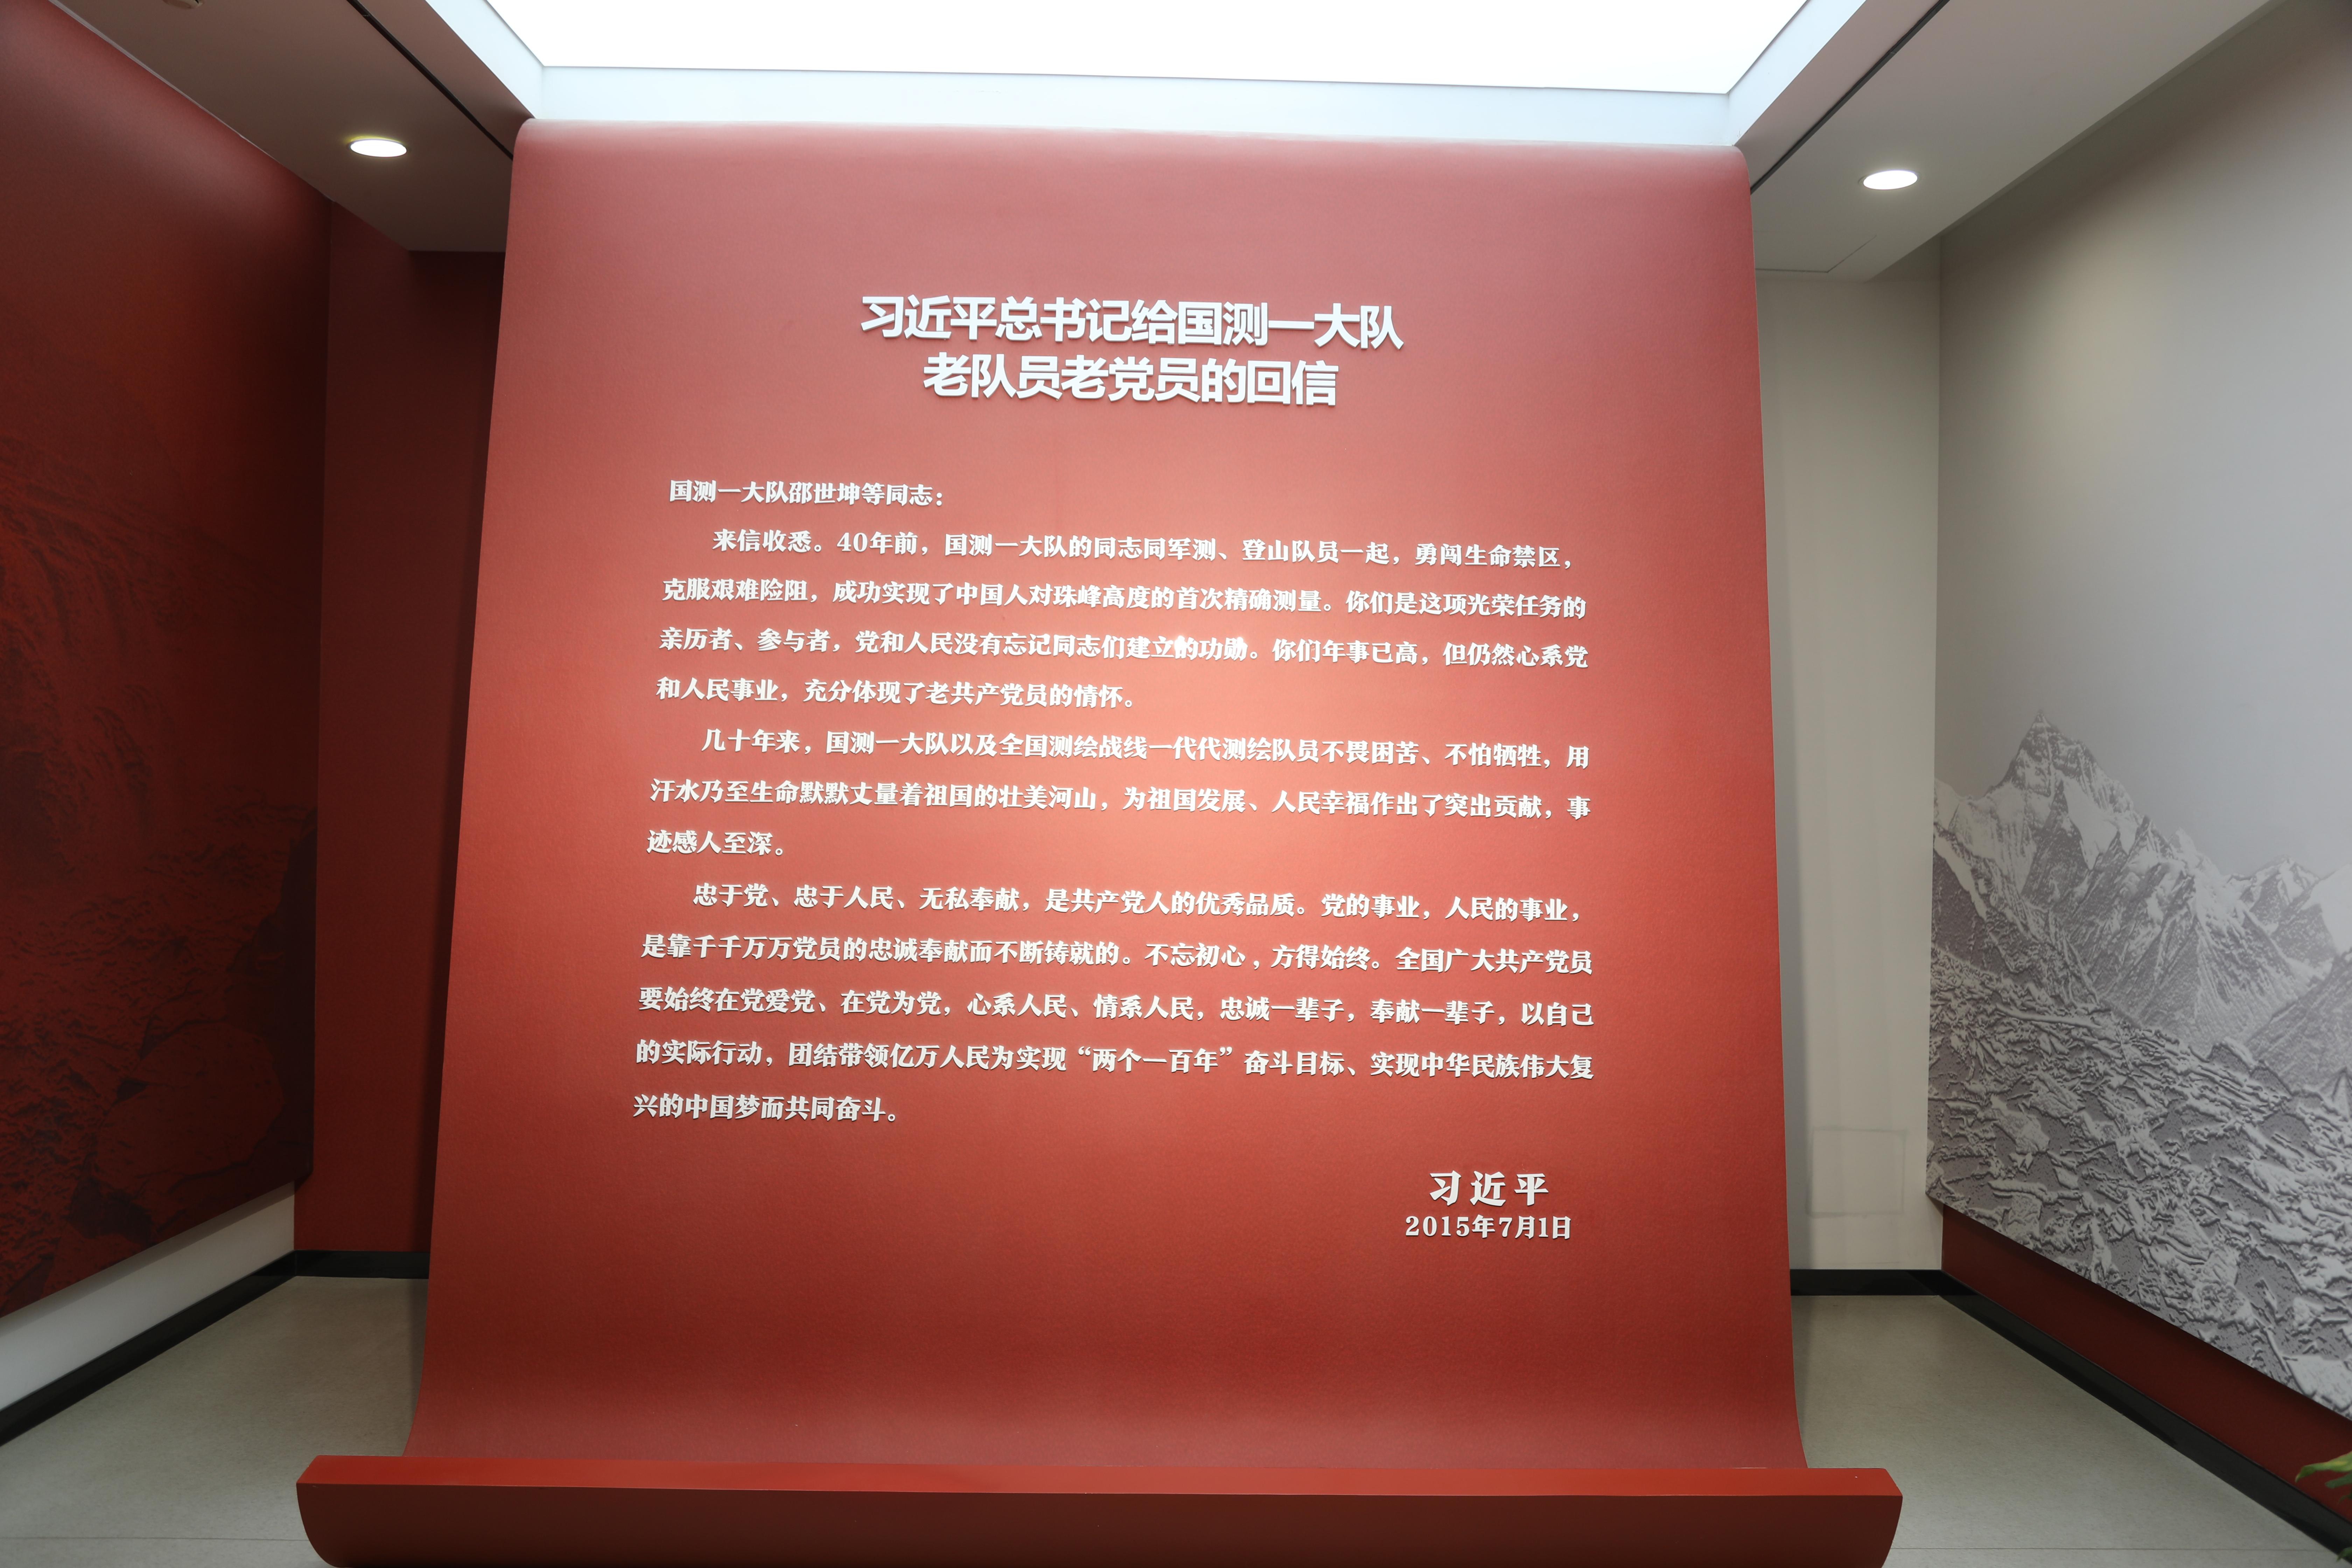 习近平总书记给国测一大队
老队员老党员的回信
国测一大队邵世坤等同志：
来信收悉。40年前，国测一大队的同志同军测、登山队员一起，勇闯生命禁区，
克服艰难险阻，成功实现了中国人对珠峰高度的首次精确测量。你们是这项光荣任务的
亲历者、参与者，党和人民没有忘记同志们建立的功勋。你们年事已高，但仍然心系党
和人民事业，充分体现了老共产党员的情怀。
几十年来，国测一大队以及全国测绘战线一代代测绘队员不畏困苦、不怕牺牲，用
汗水乃至生命默默丈量着祖国的壮美河山，为祖国发展、人民幸福作出了突出贡献，事
迹感人至深。
忠于党、忠于人民、无私奉献，是共产党人的优秀品质。党的事业，人民的事业，
是靠千千万万党员的忠诚奉献而不断铸就的。不忘初心，方得始终。全国广大共产党员
要始终在党爱党、在党为党，心系人民、情系人民，忠诚一辈子，奉献一辈子，以自己
的实际行动，团结带领亿万人民为实现“两个一百年”奋斗目标、实现中华民族伟大复
兴的中国梦而共同奋斗。
习近平
2015年7月1日